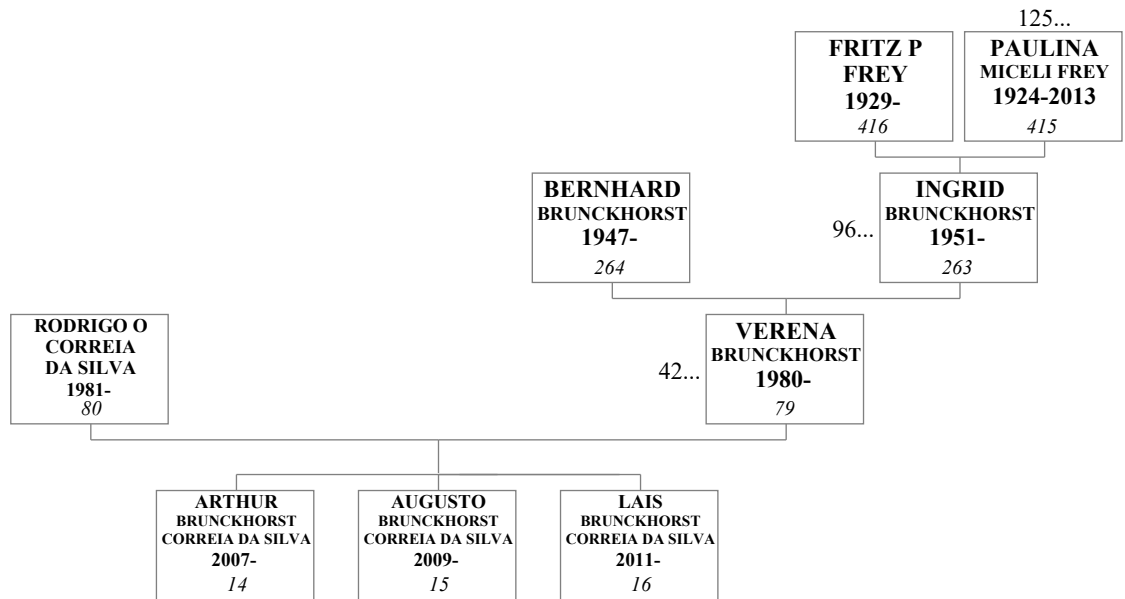 125...
FRITZ P
FREY
1929-
416
PAULINA
MICELI FREY
1924-2013
415
BERNHARD
BRUNCKHORST
1947-
264
96...
INGRID
BRUNCKHORST
1951-
263
RODRIGO O
CORREIA
DA SILVA
1981-
80
42...
VERENA
BRUNCKHORST
1980-
79
ARTHUR
BRUNCKHORST
CORREIA DA SILVA
2007-
14
AUGUSTO
BRUNCKHORST
CORREIA DA SILVA
2009-
15
LAIS
BRUNCKHORST
CORREIA DA SILVA
2011-
16